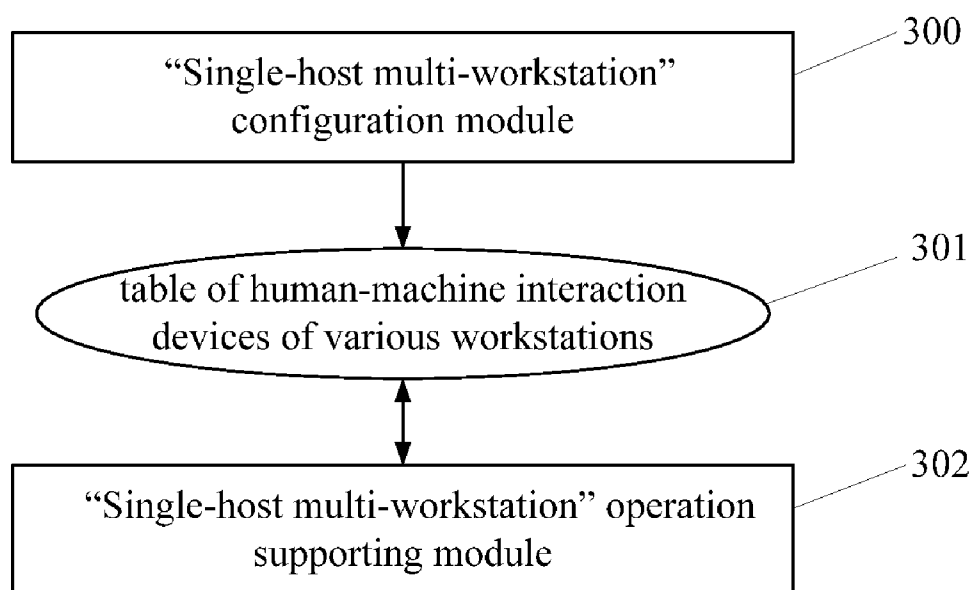 300
“Single-host multi-workstation”
configuration module
301
table of human-machine interaction
devices of various workstations
302
“Single-host multi-workstation” operation
supporting module